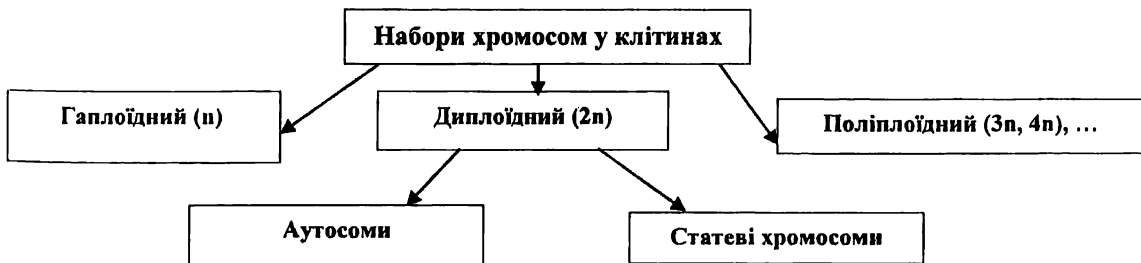 Набори хромосом у клітинах
Гаплоїдний (n)
Диплоїдний (2n)
Поліплоїдний (3n, 4n), ...
Аутосоми
Статеві хромосоми